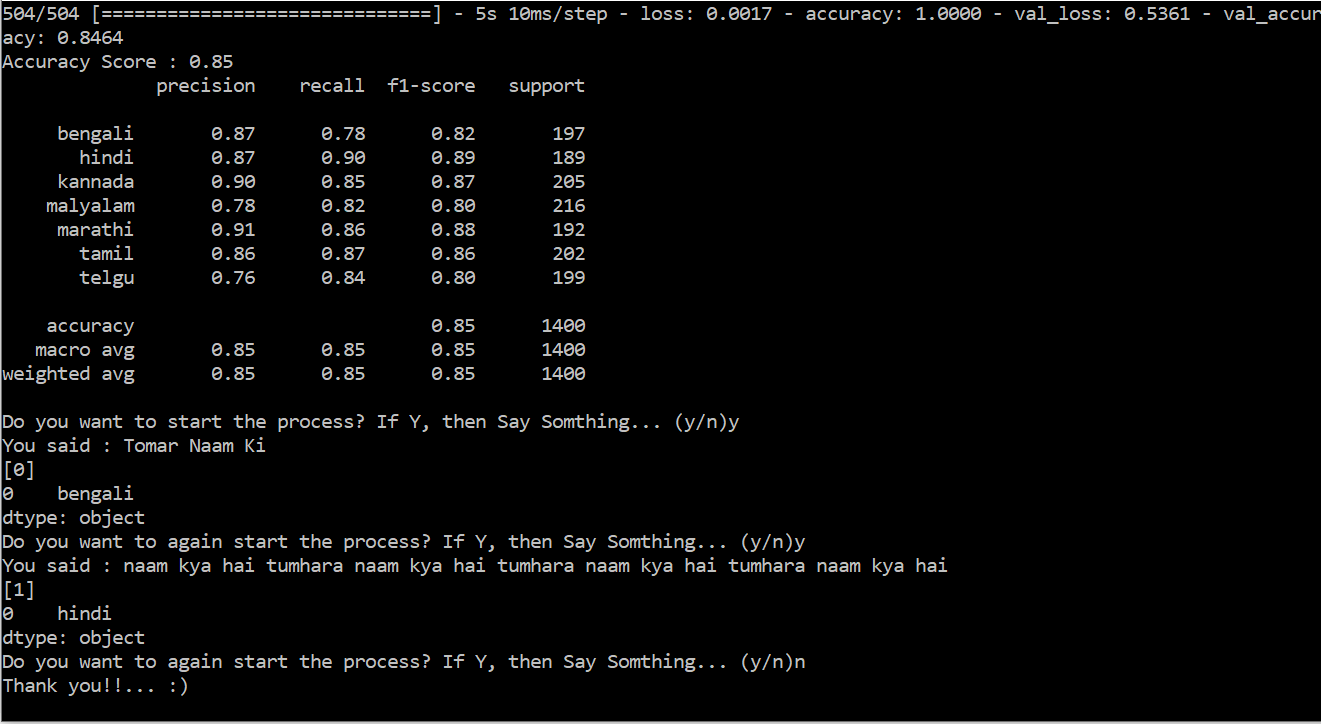 504/504 [==============================] - 5s 10ms/step - loss: 0.0017 - accuracy: 1.0000 - val_loss: 0.5361 - val_accur
acy: 0.8464
Accuracy Score : 0.85
              precision    recall  f1-score   support

     bengali       0.87      0.78      0.82       197
       hindi       0.87      0.90      0.89       189
     kannada       0.90      0.85      0.87       205
    malyalam       0.78      0.82      0.80       216
     marathi       0.91      0.86      0.88       192
       tamil       0.86      0.87      0.86       202
       telgu       0.76      0.84      0.80       199

    accuracy                           0.85      1400
   macro avg       0.85      0.85      0.85      1400
weighted avg       0.85      0.85      0.85      1400

Do you want to start the process? If Y, then Say Somthing... (y/n)y
You said : Tomar Naam Ki
[0]
0    bengali
dtype: object
Do you want to again start the process? If Y, then Say Somthing... (y/n)y
You said : naam kya hai tumhara naam kya hai tumhara naam kya hai tumhara naam kya hai
[1]
0    hindi
dtype: object
Do you want to again start the process? If Y, then Say Somthing... (y/n)n
Thank you!!... :)